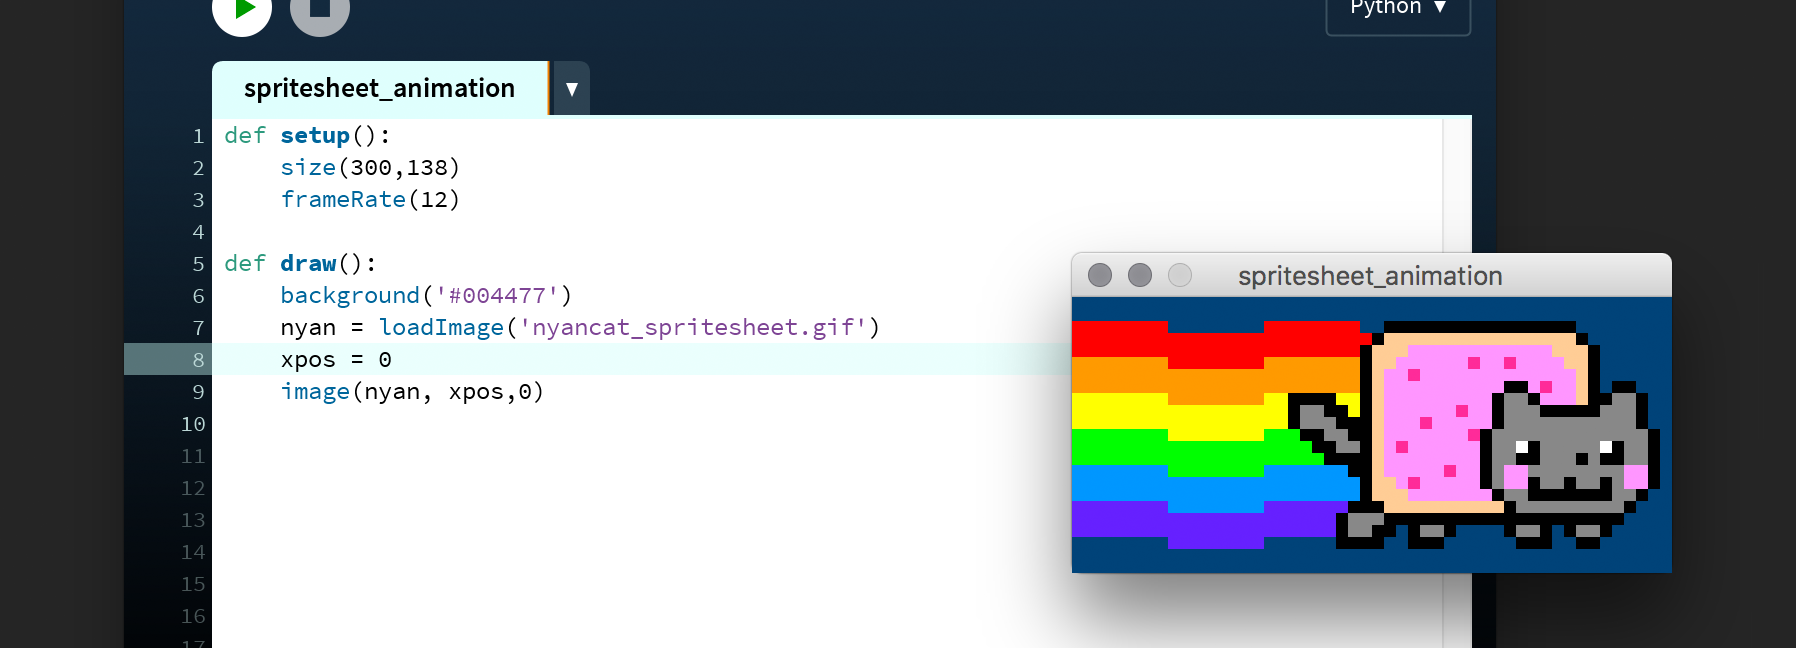 Python ▼
spritesheet_animation ▼
1 def setup():
2     size(300,138)
3     frameRate(12)
4
5 def draw():
6     background('#004477')
7     nyan = loadImage('nyancat_spritesheet.gif')
8     xpos = 0
9     image(nyan, xpos,0)
10
11
12
13
14
15
16
17
spritesheet_animation